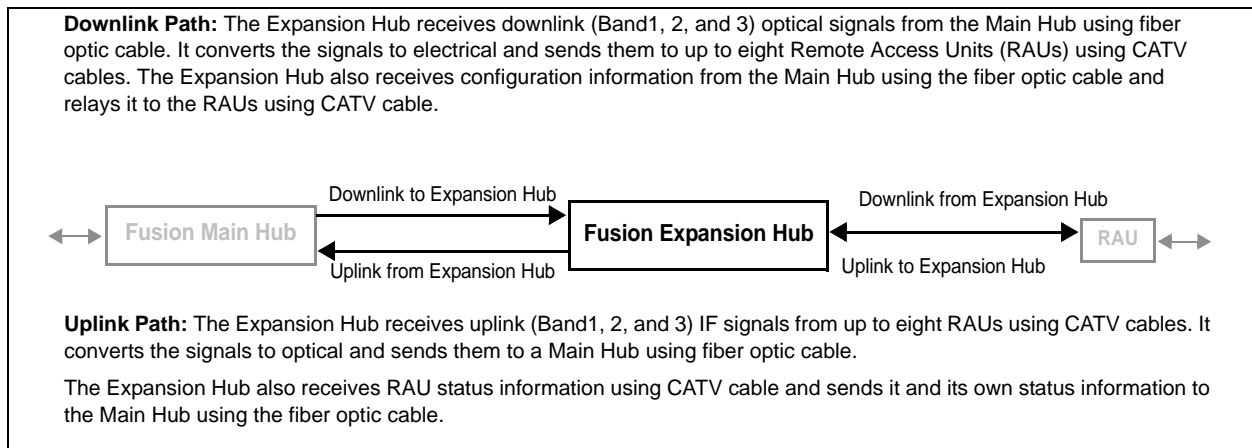 Downlink Path: The Expansion Hub receives downlink (Band1, 2, and 3) optical signals from the Main Hub using fiber
optic cable. It converts the signals to electrical and sends them to up to eight Remote Access Units (RAUs) using CATV
cables. The Expansion Hub also receives configuration information from the Main Hub using the fiber optic cable and
relays it to the RAUs using CATV cable.
Downlink to Expansion Hub
Downlink from Expansion Hub
Fusion Main Hub
Fusion Expansion Hub
RAU
Uplink from Expansion Hub
Uplink to Expansion Hub
Uplink Path: The Expansion Hub receives uplink (Band1, 2, and 3) IF signals from up to eight RAUs using CATV cables. It
converts the signals to optical and sends them to a Main Hub using fiber optic cable.
The Expansion Hub also receives RAU status information using CATV cable and sends it and its own status information to
the Main Hub using the fiber optic cable.